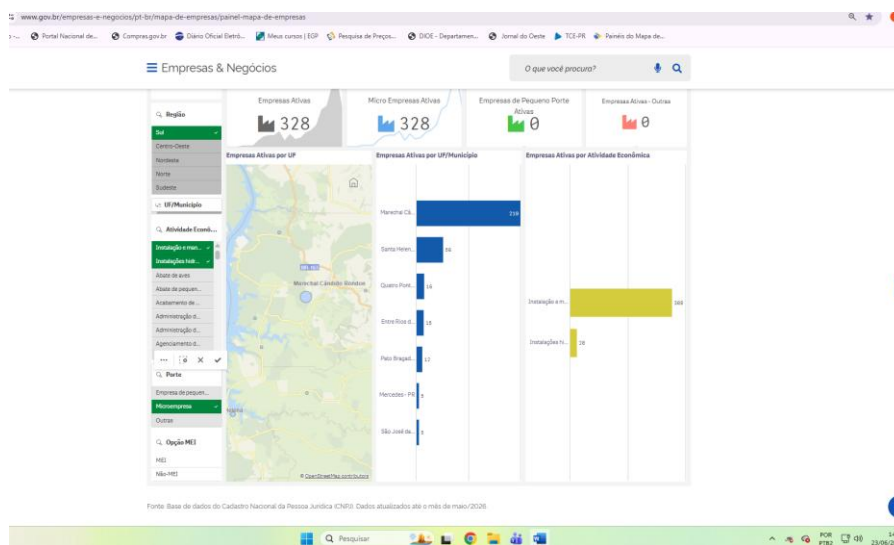 www.gov.br/empresas-e-negocios/pt-br/mapa-de-empresas/painel-mapa-de-empresas
Portal Nacional de... Compras.gov.br Diário Oficial Eletrô... Meus cursos | EGP Pesquisa de Preços... DIOE - Departamen... Jornal do Oeste TCE-PR Painéis do Mapa de...
Empresas & Negócios
O que você procura?
Empresas Ativas
328
Micro Empresas Ativas
328
Empresas de Pequeno Porte
Ativas
0
Empresas Ativas - Outras
0
Região
Sul
Centro-Oeste
Nordeste
Norte
Sudeste
UF/Município
Atividade Econô...
Instalação e man...
Instalações hidr...
Abate de aves
Abate de pequen...
Acabamento de ...
Administração d...
Administração d...
Agenciamento d...
Porte
Empresa de pequen...
Microempresa
Outras
Opção MEI
MEI
Não-MEI
Empresas Ativas por UF
Marechal Cândido Rondon
© OpenStreetMap contributors
Empresas Ativas por UF/Município
Marechal Câ...
Santa Helen...
Quatro Pont...
Entre Rios d...
Pato Bragad...
12
Mercedes - PR
São José da...
Empresas Ativas por Atividade Econômica
Instalação e m...
Instalações hi...
Fonte: Base de dados do Cadastro Nacional da Pessoa Jurídica (CNPJ). Dados atualizados até o mês de maio/2026
Pesquisar
POR
PTB2